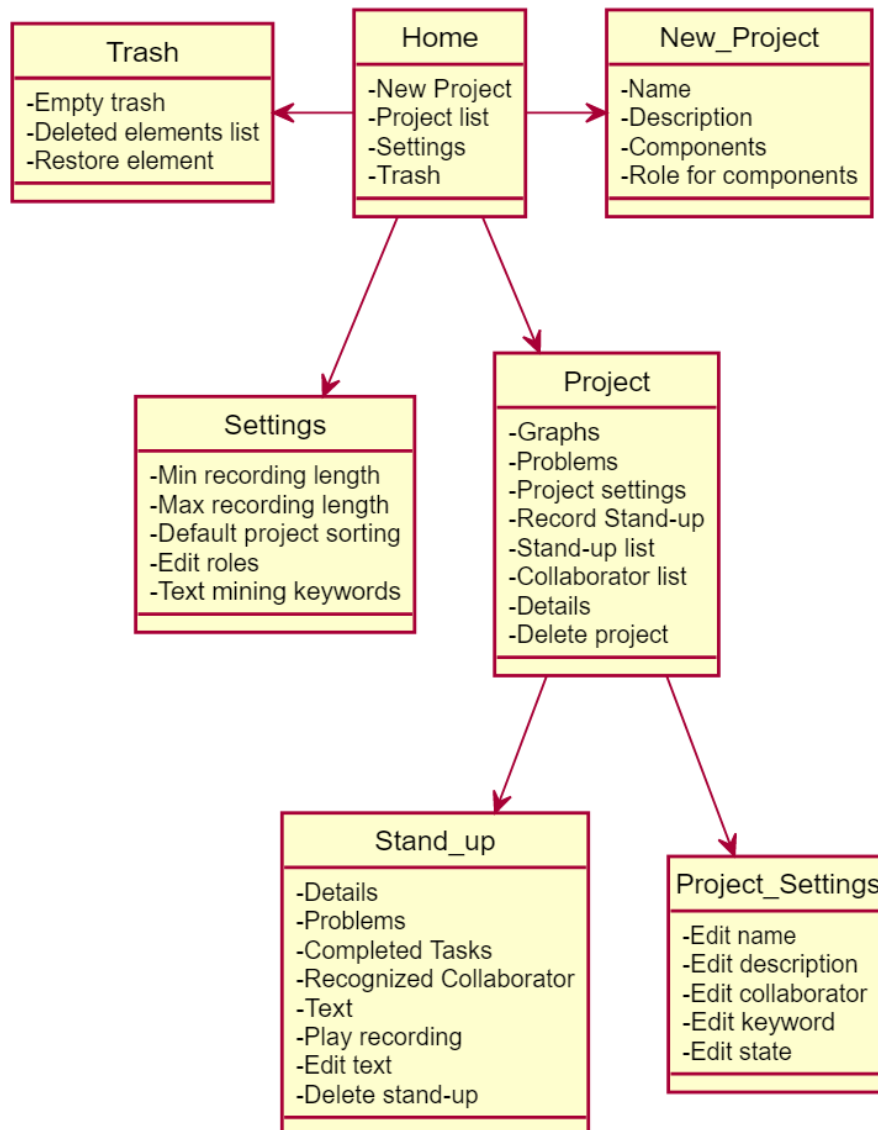 Trash
-Empty trash
-Deleted elements list
-Restore element
Home
-New Project
-Project list
-Settings
-Trash
New_Project
-Name
-Description
-Components
-Role for components
Settings
-Min recording length
-Max recording length
-Default project sorting
-Edit roles
-Text mining keywords
Project
-Graphs
-Problems
-Project settings
-Record Stand-up
-Stand-up list
-Collaborator list
-Details
-Delete project
Stand_up
-Details
-Problems
-Completed Tasks
-Recognized Collaborator
-Text
-Play recording
-Edit text
-Delete stand-up
Project_Settings
-Edit name
-Edit description
-Edit collaborator
-Edit keyword
-Edit state